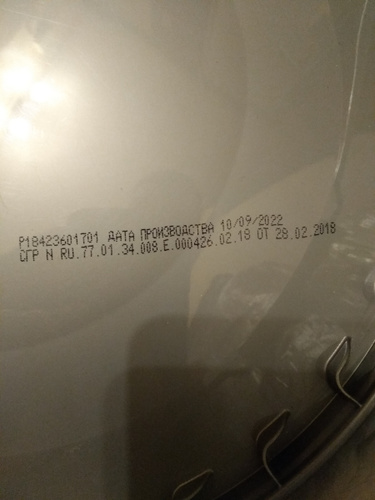 P18423601701 ДАТА ПРОИЗВОДСТВА 10/09/2022
СГР N RU.77.01.34.008.E.000426.02.18 ОТ 28.02.2018